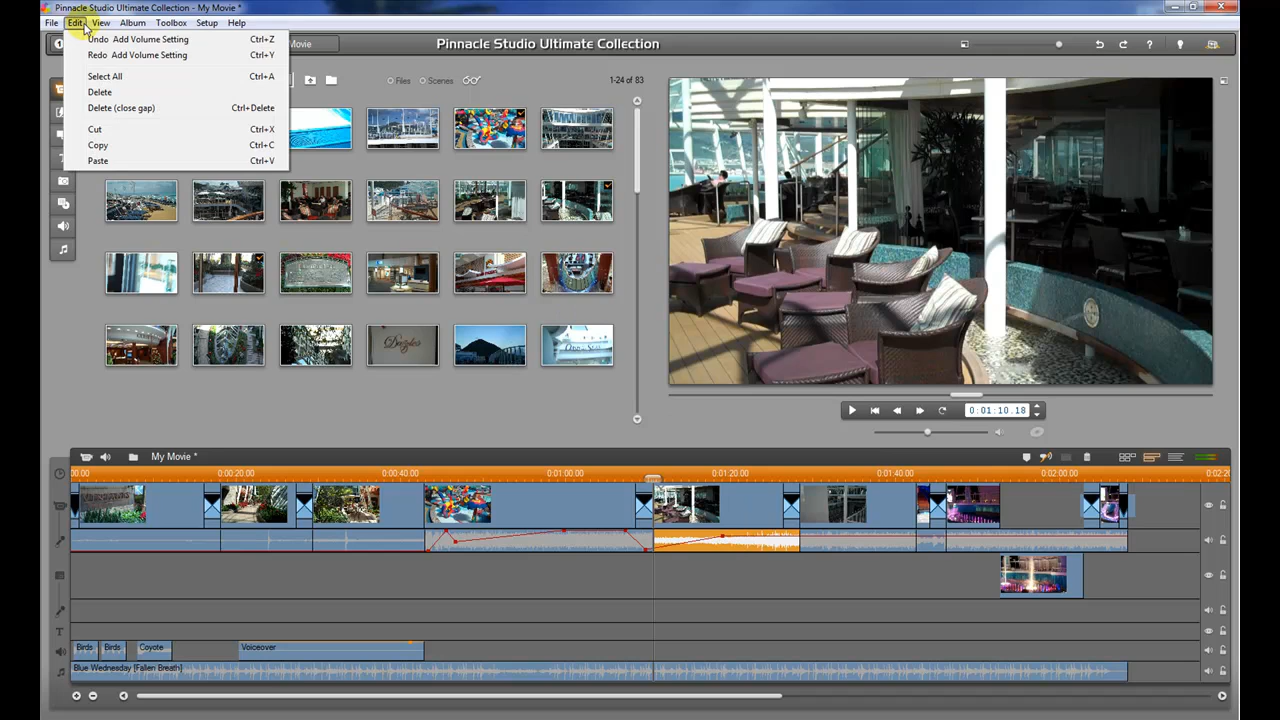 Pinnacle Studio Ultimate Collection - My Movie *
File Edit View Album Toolbox Setup Help
Undo Add Volume Setting Ctrl+Z
Redo Add Volume Setting Ctrl+Y
Select All Ctrl+A
Delete
Delete (close gap) Ctrl+Delete
Cut Ctrl+X
Copy Ctrl+C
Paste Ctrl+V
Movie
Pinnacle Studio Ultimate Collection
Files Scenes
1-24 of 83
Dazzles
0:01:10.18
My Movie *
00.00 0:00:20.00 0:00:40.00 0:01:00.00 0:01:20.00 0:01:40.00 0:02:00.00 0:02:20
Birds Birds Coyote Voiceover
Blue Wednesday [Fallen Breath]